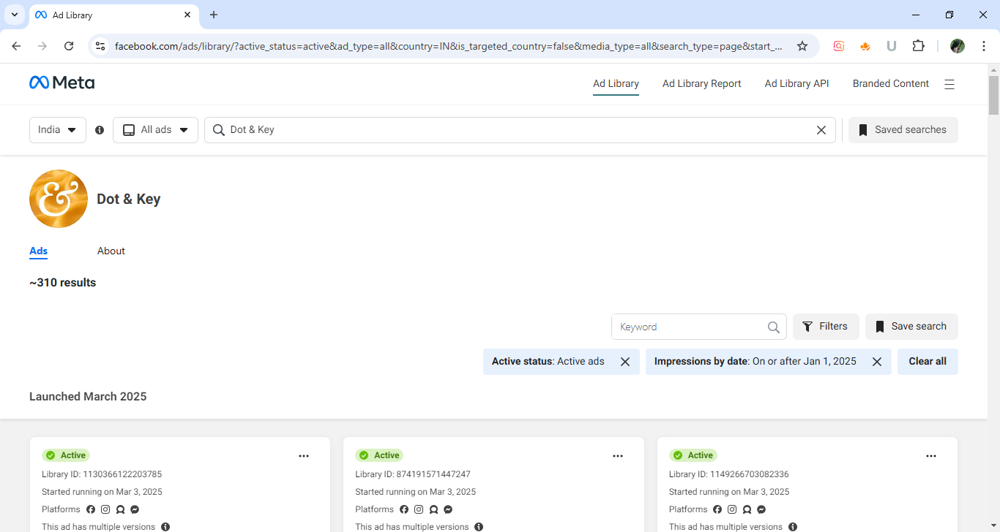 Ad Library
facebook.com/ads/library/?active_status=active&ad_type=all&country=IN&is_targeted_country=false&media_type=all&search_type=page&start_...
Meta
Ad Library Ad Library Report Ad Library API Branded Content
India All ads Dot & Key Saved searches
&
Dot & Key
Ads About
~310 results
Keyword Filters Save search
Active status: Active ads Impressions by date: On or after Jan 1, 2025 Clear all
Launched March 2025
Active Active Active
Library ID: 1130366122203785 Library ID: 874191571447247 Library ID: 1149266703082336
Started running on Mar 3, 2025 Started running on Mar 3, 2025 Started running on Mar 3, 2025
Platforms Platforms Platforms
This ad has multiple versions This ad has multiple versions This ad has multiple versions